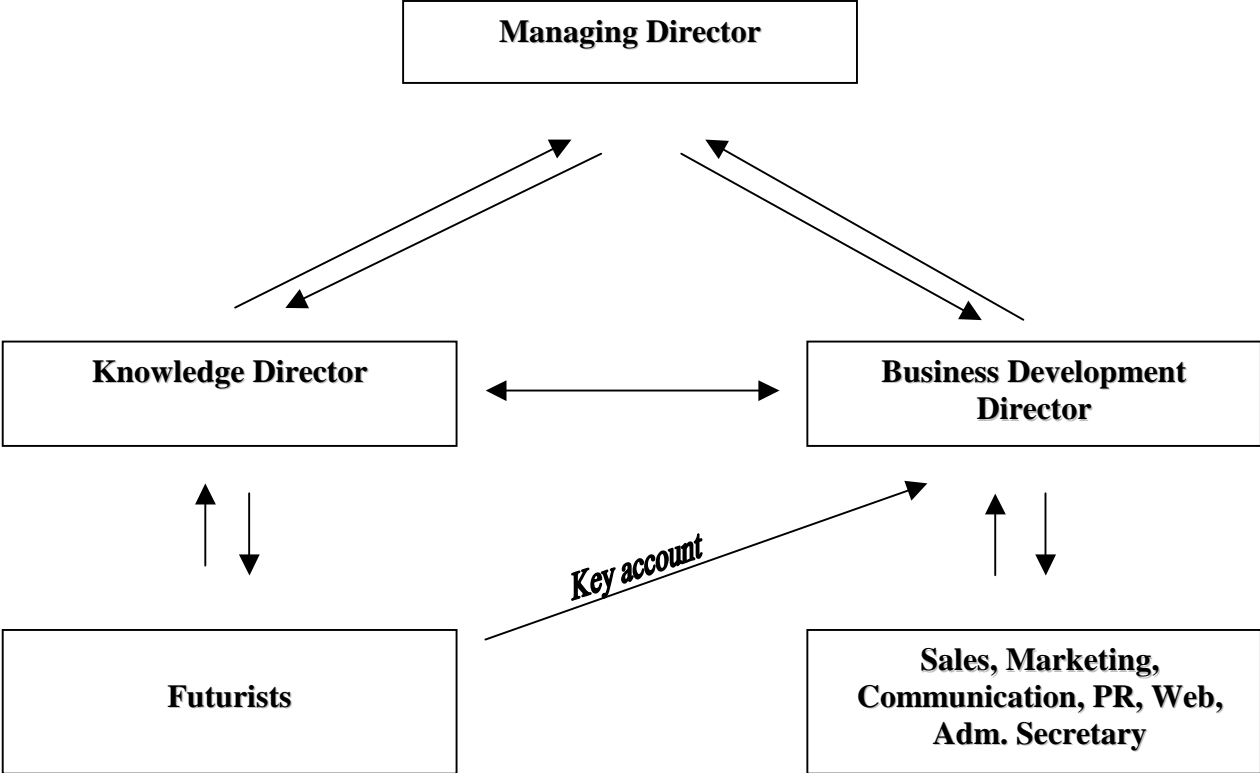 Managing Director
Knowledge Director
Business Development
Director
Key account
Futurists
Sales, Marketing,
Communication, PR, Web,
Adm. Secretary